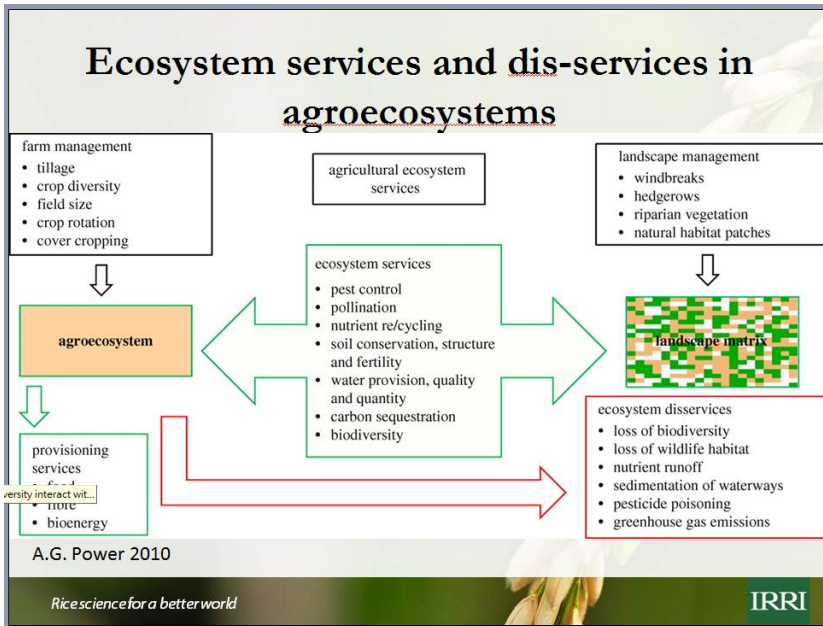 Ecosystem services and dis-services in
agroecosystems
farm management
• tillage
• crop diversity
• field size
• crop rotation
• cover cropping
agricultural ecosystem
services
landscape management
• windbreaks
• hedgerows
• riparian vegetation
• natural habitat patches
ecosystem services
• pest control
• pollination
• nutrient re/cycling
• soil conservation, structure
and fertility
• water provision, quality
and quantity
• carbon sequestration
• biodiversity
agroecosystem
landscape matrix
provisioning
services
• fibre
• bioenergy
versity interact wit...
ecosystem disservices
• loss of biodiversity
• loss of wildlife habitat
• nutrient runoff
• sedimentation of waterways
• pesticide poisoning
• greenhouse gas emissions
A.G. Power 2010
Rice science for a better world
IRRI